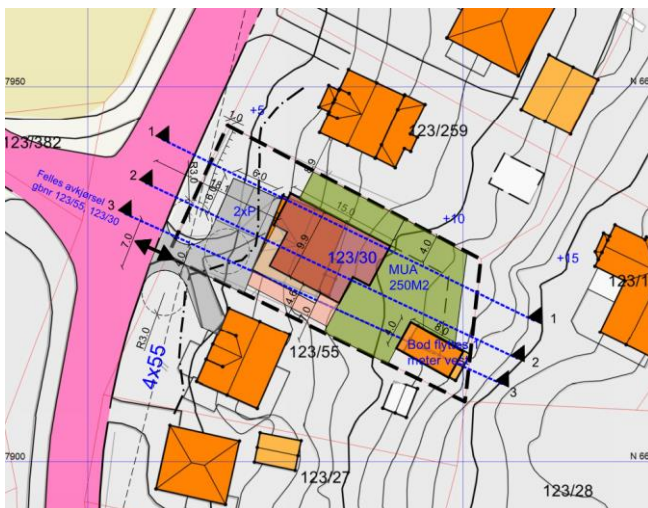 7950
N 66
123/382
1
2
3
+5
1.0
123/259
Felles avkjørsel
gbnr 123/55, 123/30
R3.0
6.0
2xP
15.0
9.9
+10
4.0
7.0
123/30
MUA
250M2
+15
123/1
4.6
4.0
8.0
Bod flyttes
meter vest
1
2
3
R3.0
4x55
123/55
7900
N 66
123/27
123/28